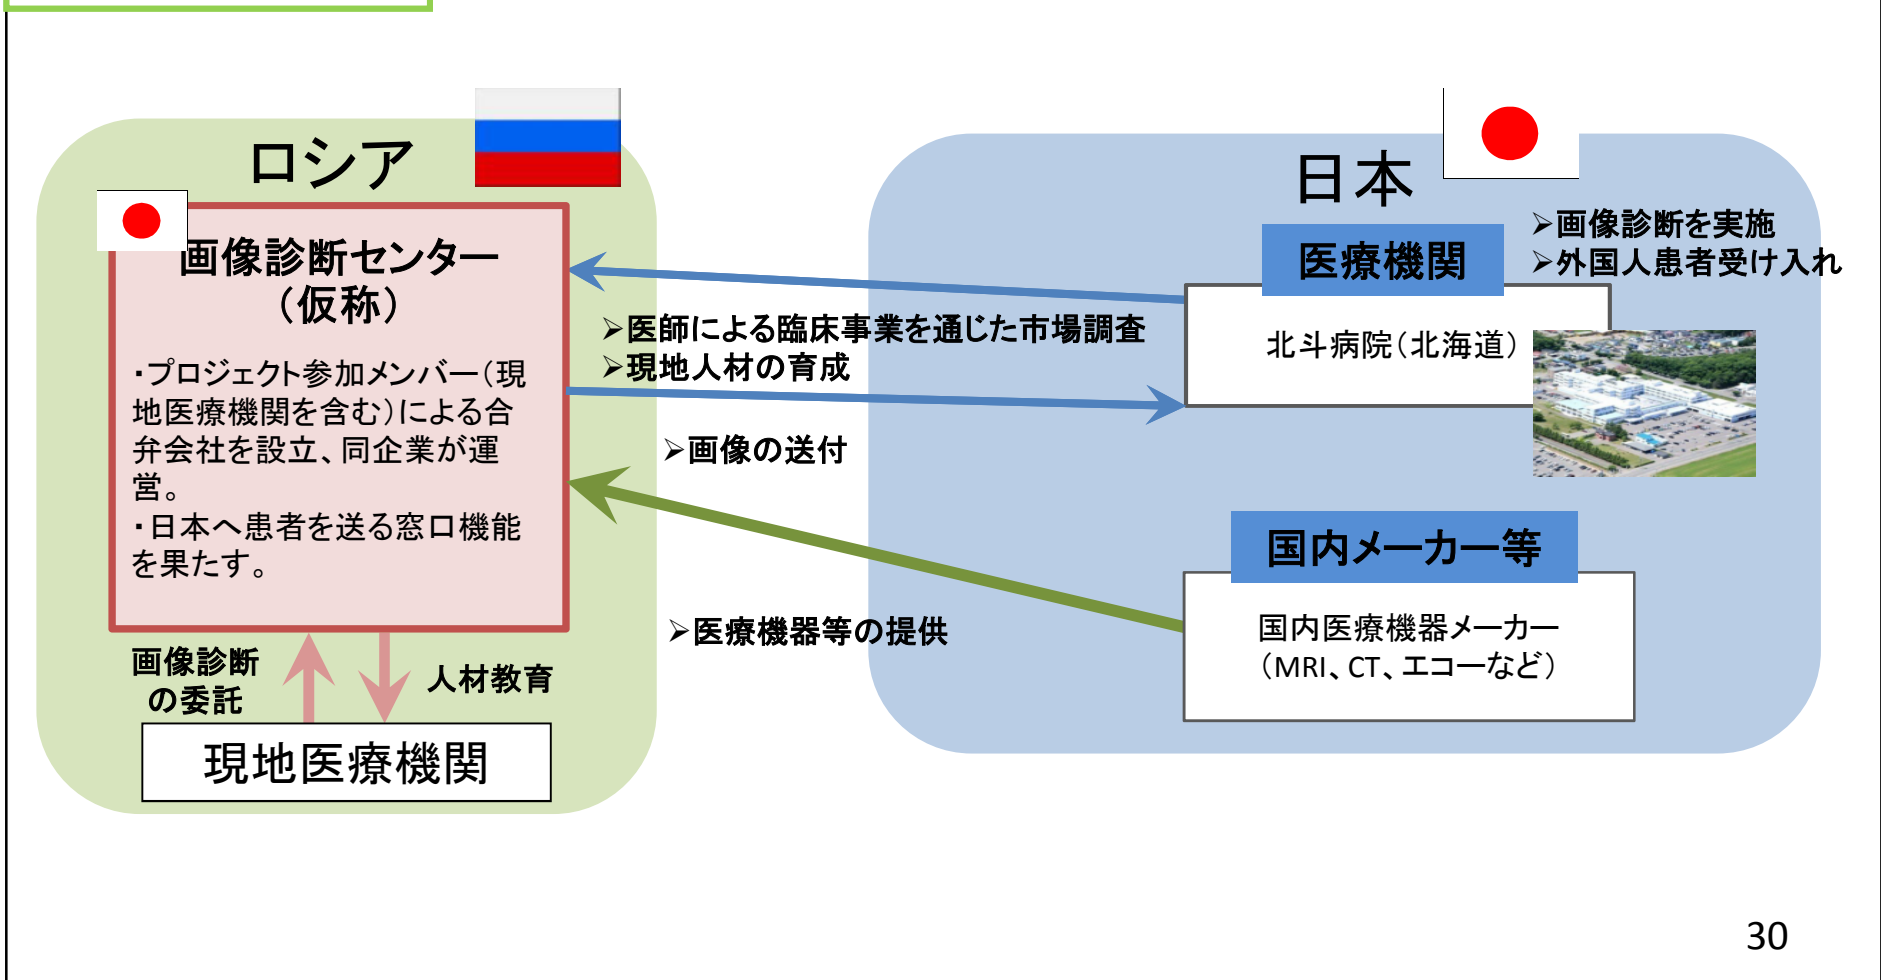 ロシア
画像診断センター
（仮称）
・プロジェクト参加メンバー（現
地医療機関を含む）による合
弁会社を設立、同企業が運
営。
・日本へ患者を送る窓口機能
を果たす。
画像診断
の委託
人材教育
現地医療機関
➢医師による臨床事業を通じた市場調査
➢現地人材の育成
➢画像の送付
➢医療機器等の提供
日本
➢画像診断を実施
➢外国人患者受け入れ
医療機関
北斗病院（北海道）
国内メーカー等
国内医療機器メーカー
（MRI、CT、エコーなど）
30